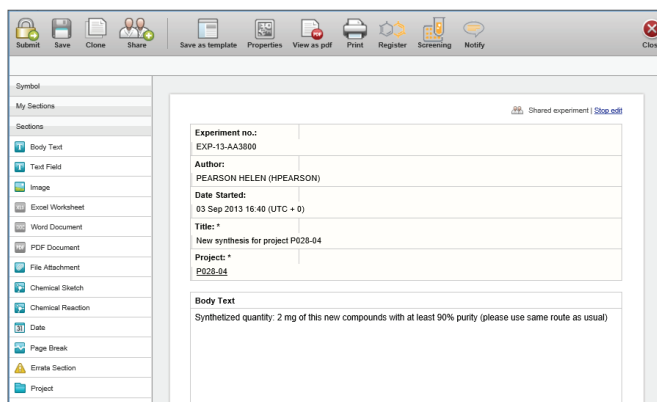 Submit Save Clone Share Save as template Properties View as pdf Print Register Screening Notify Clos
Symbol
My Sections
Sections
Body Text
Text Field
Image
Excel Worksheet
Word Document
PDF Document
File Attachment
Chemical Sketch
Chemical Reaction
Date
Page Break
Errata Section
Project
Shared experiment | Stop edit
Experiment no.:
EXP-13-AA3800
Author:
PEARSON HELEN (HPEARSON)
Date Started:
03 Sep 2013 16:40 (UTC + 0)
Title: *
New synthesis for project P028-04
Project: *
P028-04
Body Text
Synthetized quantity: 2 mg of this new compounds with at least 90% purity (please use same route as usual)